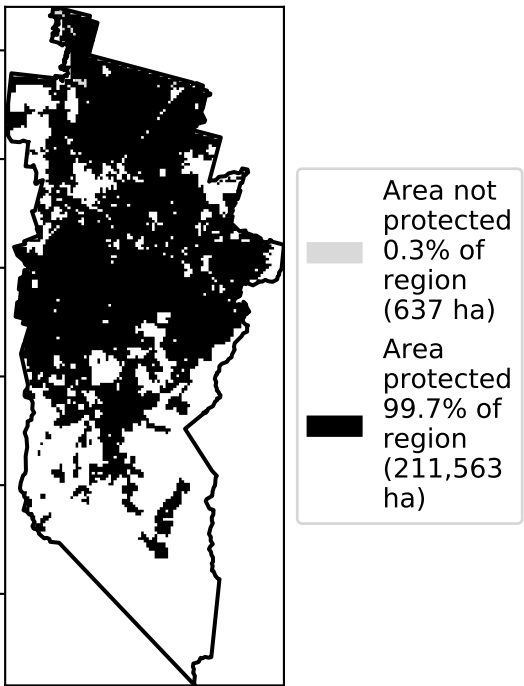 Area not
protected
0.3% of
region
(637 ha)
Area
protected
99.7% of
region
(211,563
ha)